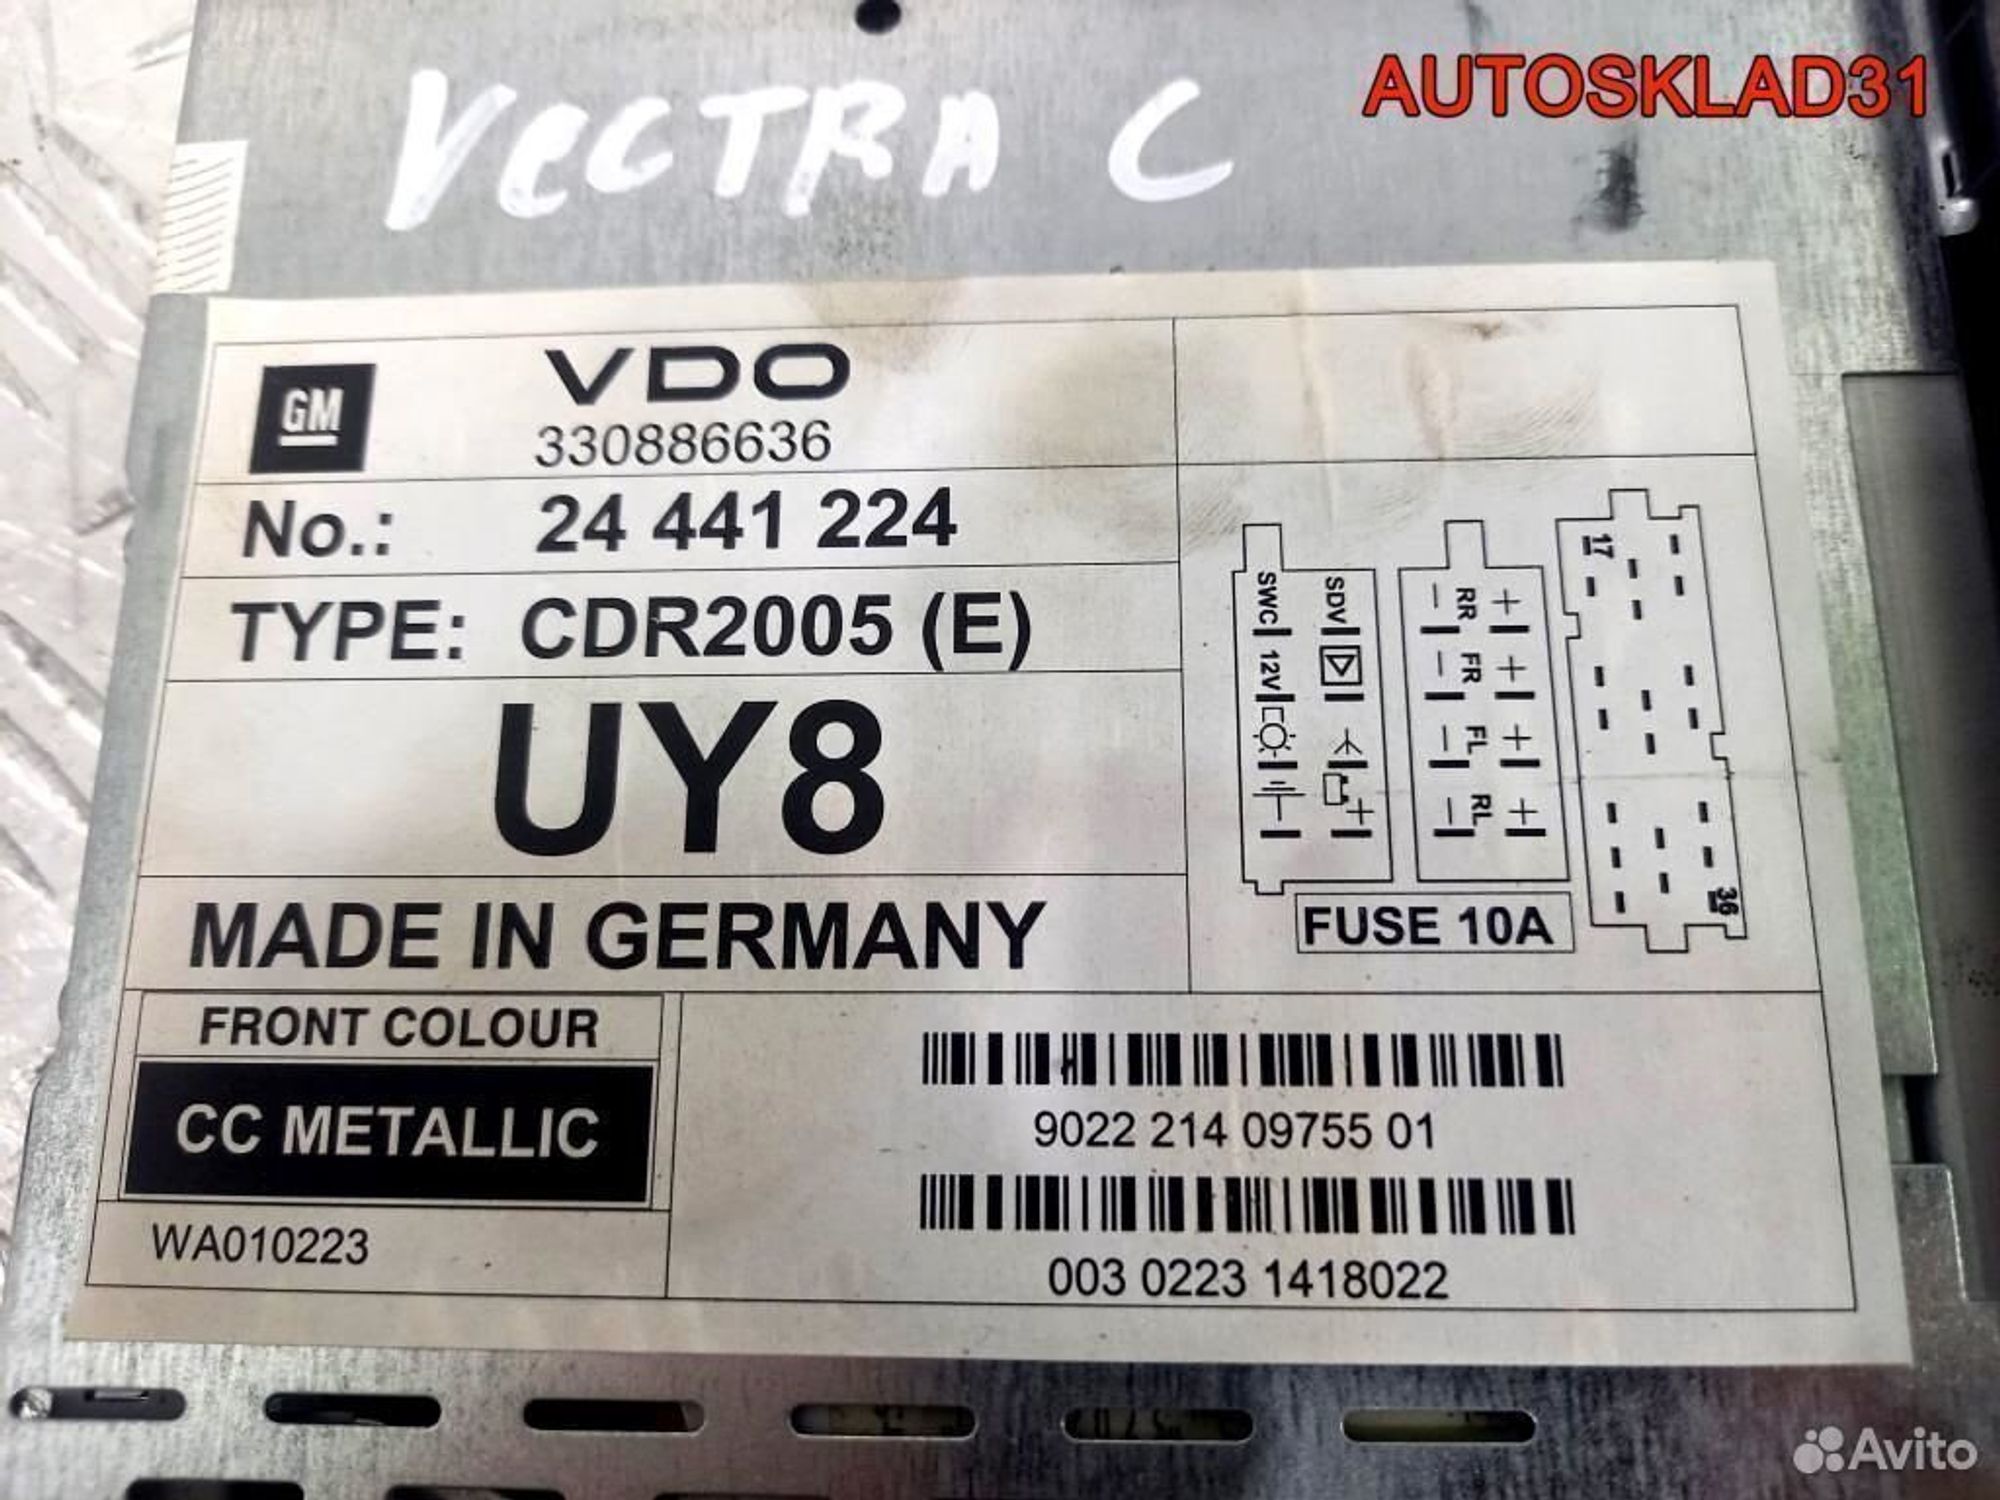 VECTRA C
AUTOSKLAD31
GM
VDO
330886636
No.: 24 441 224
TYPE: CDR2005 (E)
UY8
MADE IN GERMANY
SWC 12V
SDV
- RR +
- FR +
- FL +
- RL +
17
36
FUSE 10A
FRONT COLOUR
CC METALLIC
WA010223
9022 214 09755 01
003 0223 1418022
Avito